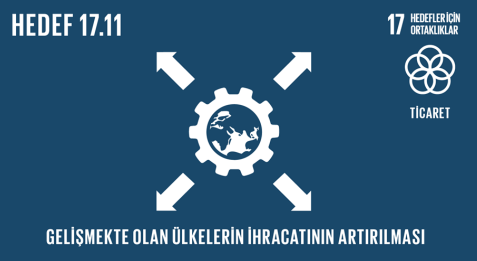 HEDEF 17.11
17 HEDEFLER İÇİN
ORTAKLIKLAR
TİCARET
GELİŞMEKTE OLAN ÜLKELERİN İHRACATININ ARTIRILMASI